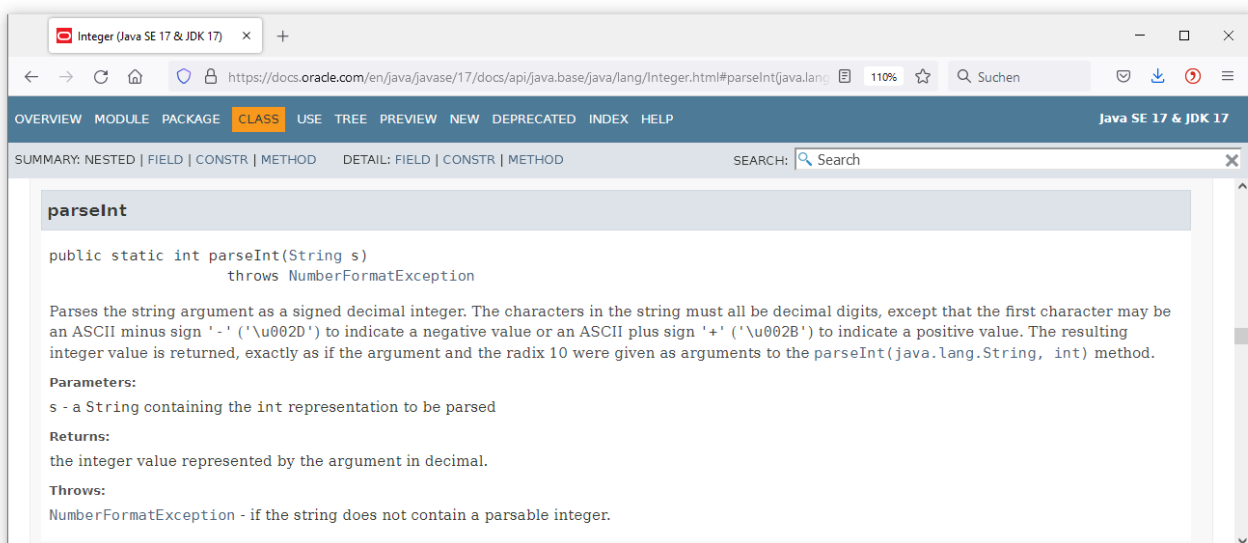 Integer (Java SE 17 & JDK 17)
https://docs.oracle.com/en/java/javase/17/docs/api/java.base/java/lang/Integer.html#parseInt(java.lang 110% Suchen
OVERVIEW MODULE PACKAGE CLASS USE TREE PREVIEW NEW DEPRECATED INDEX HELP Java SE 17 & JDK 17
SUMMARY: NESTED | FIELD | CONSTR | METHOD DETAIL: FIELD | CONSTR | METHOD SEARCH: Search
parseInt
public static int parseInt(String s)
throws NumberFormatException
Parses the string argument as a signed decimal integer. The characters in the string must all be decimal digits, except that the first character may be
an ASCII minus sign '-' ('\u002D') to indicate a negative value or an ASCII plus sign '+' ('\u002B') to indicate a positive value. The resulting
integer value is returned, exactly as if the argument and the radix 10 were given as arguments to the parseInt(java.lang.String, int) method.
Parameters:
s - a String containing the int representation to be parsed
Returns:
the integer value represented by the argument in decimal.
Throws:
NumberFormatException - if the string does not contain a parsable integer.